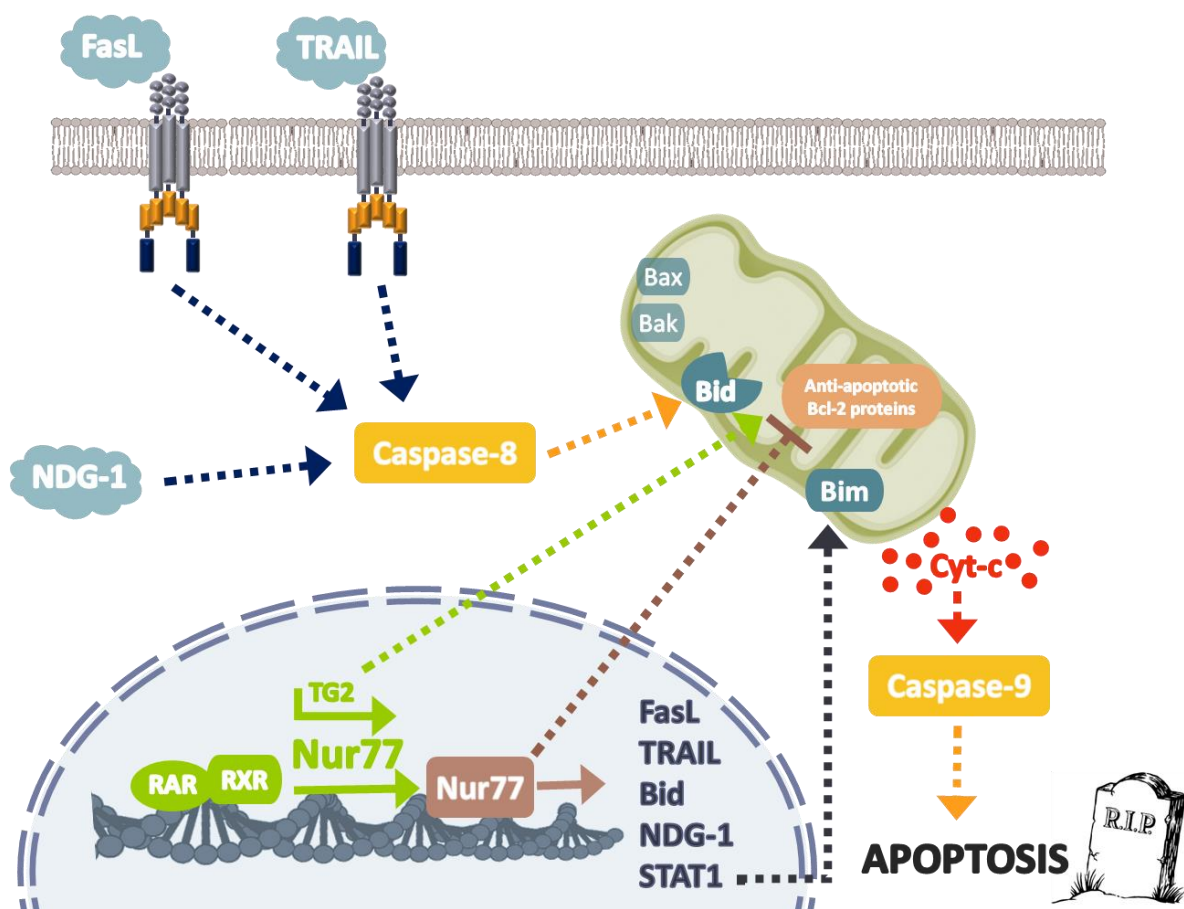 FasL
TRAIL
Bax
Bak
Bid
Anti-apoptotic
Bcl-2 proteins
Caspase-8
NDG-1
Bim
Cyt-c
Caspase-9
TG2
Nur77
RAR
RXR
Nur77
FasL
TRAIL
Bid
NDG-1
STAT1
APOPTOSIS
R.I.P.